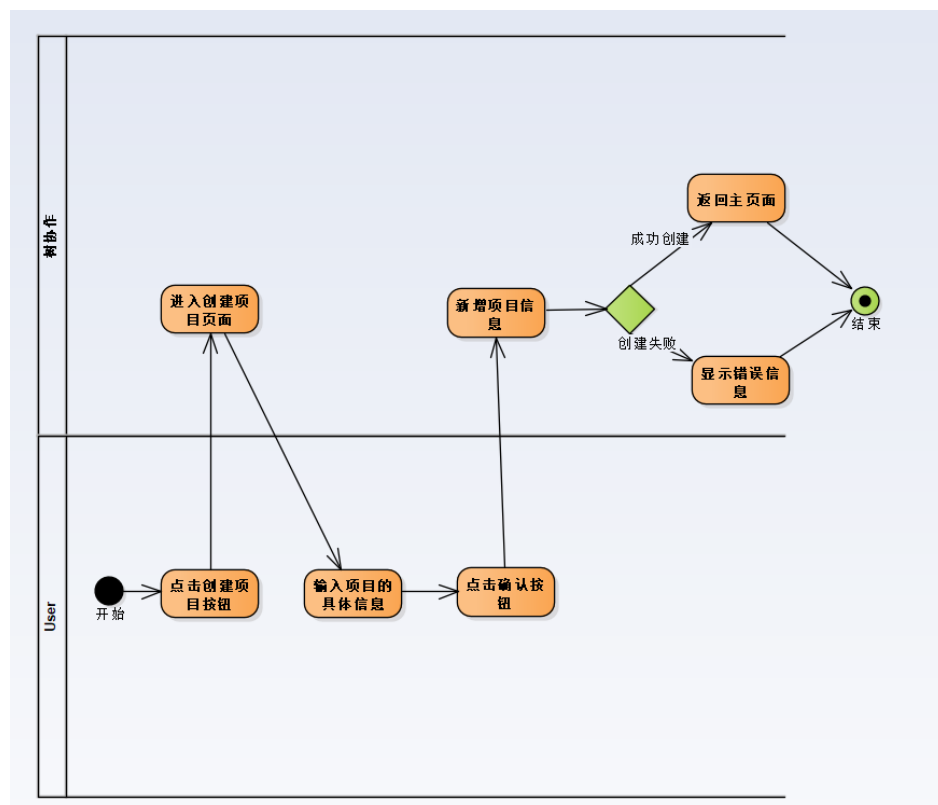 树协作
返回主页面
成功创建
进入创建项
目页面
新增项目信
息
结束
创建失败
显示错误信
息
User
开始
点击创建项
目按钮
输入项目的
具体信息
点击确认按
钮